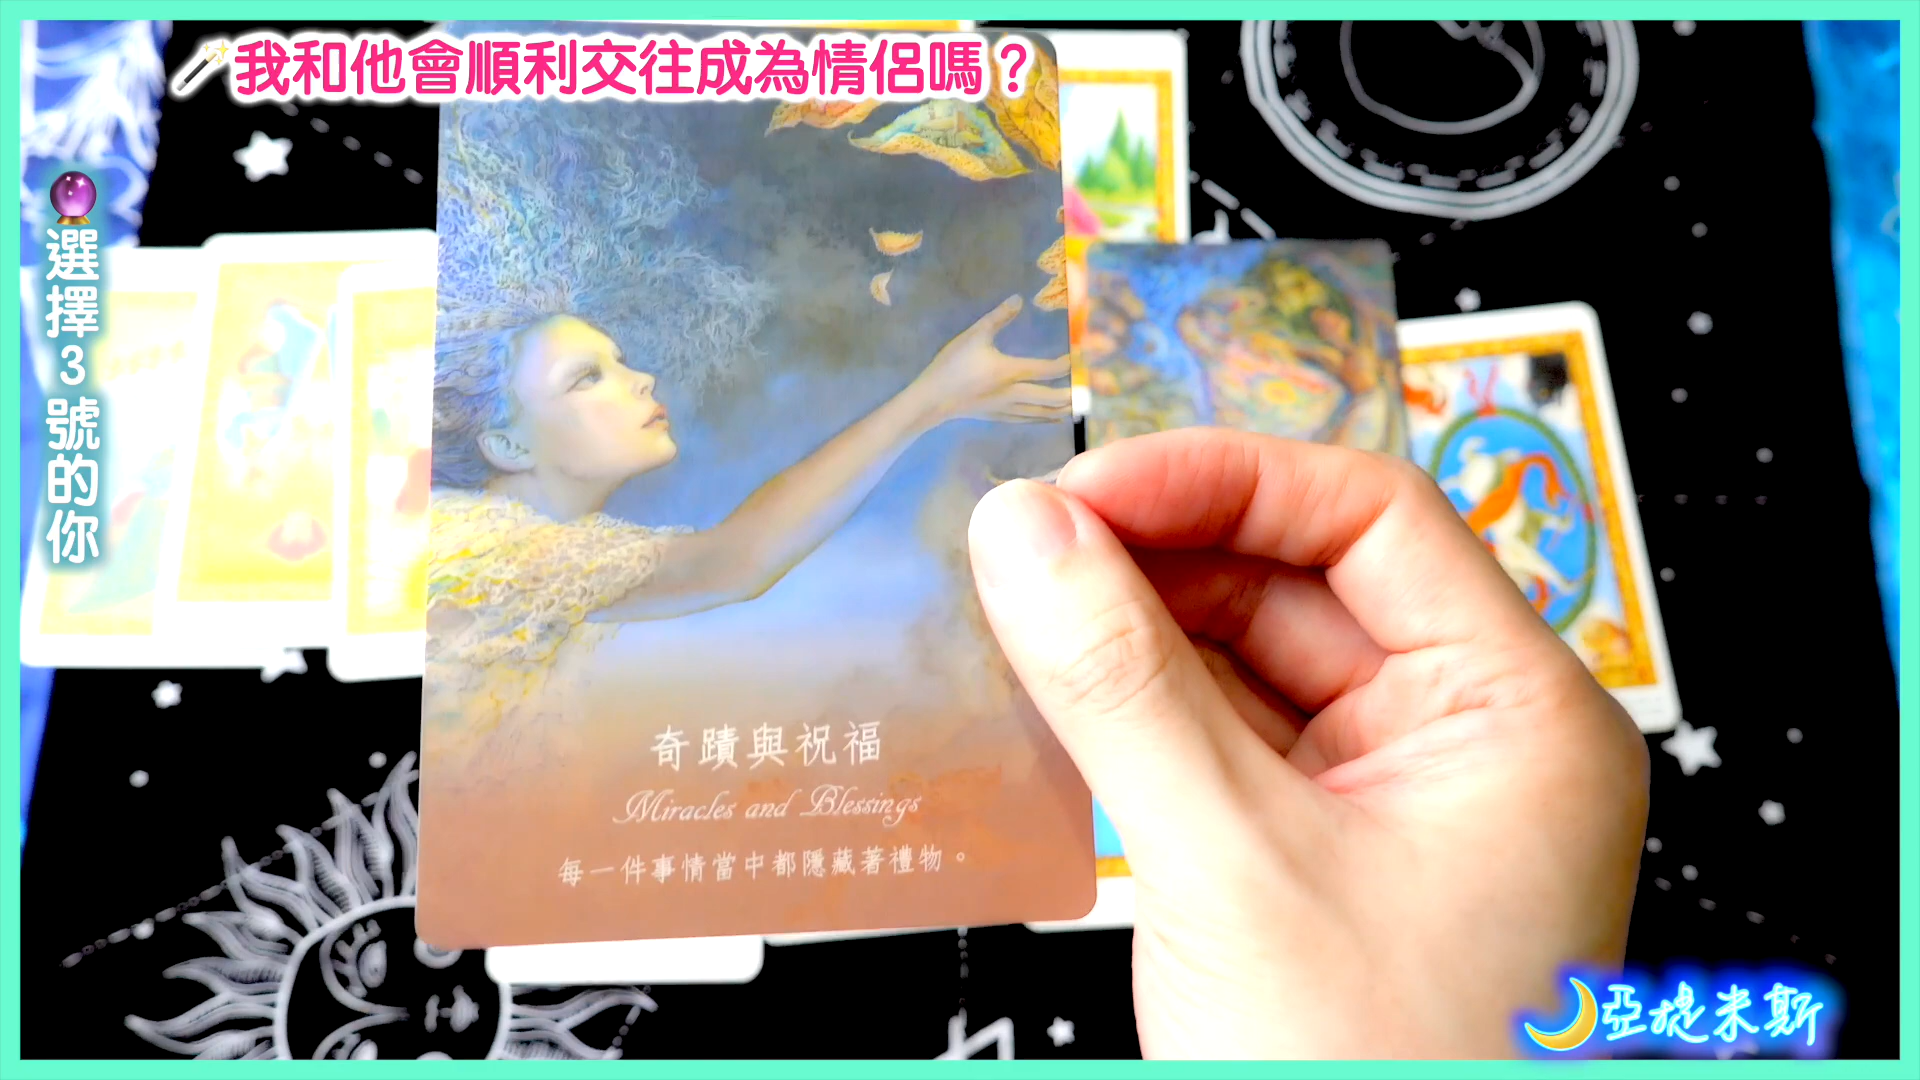 我和他會順利交往成為情侶嗎？
選擇3號的你
奇蹟與祝福
Miracles and Blessings
每一件事情當中都隱藏著禮物。
亞提米斯